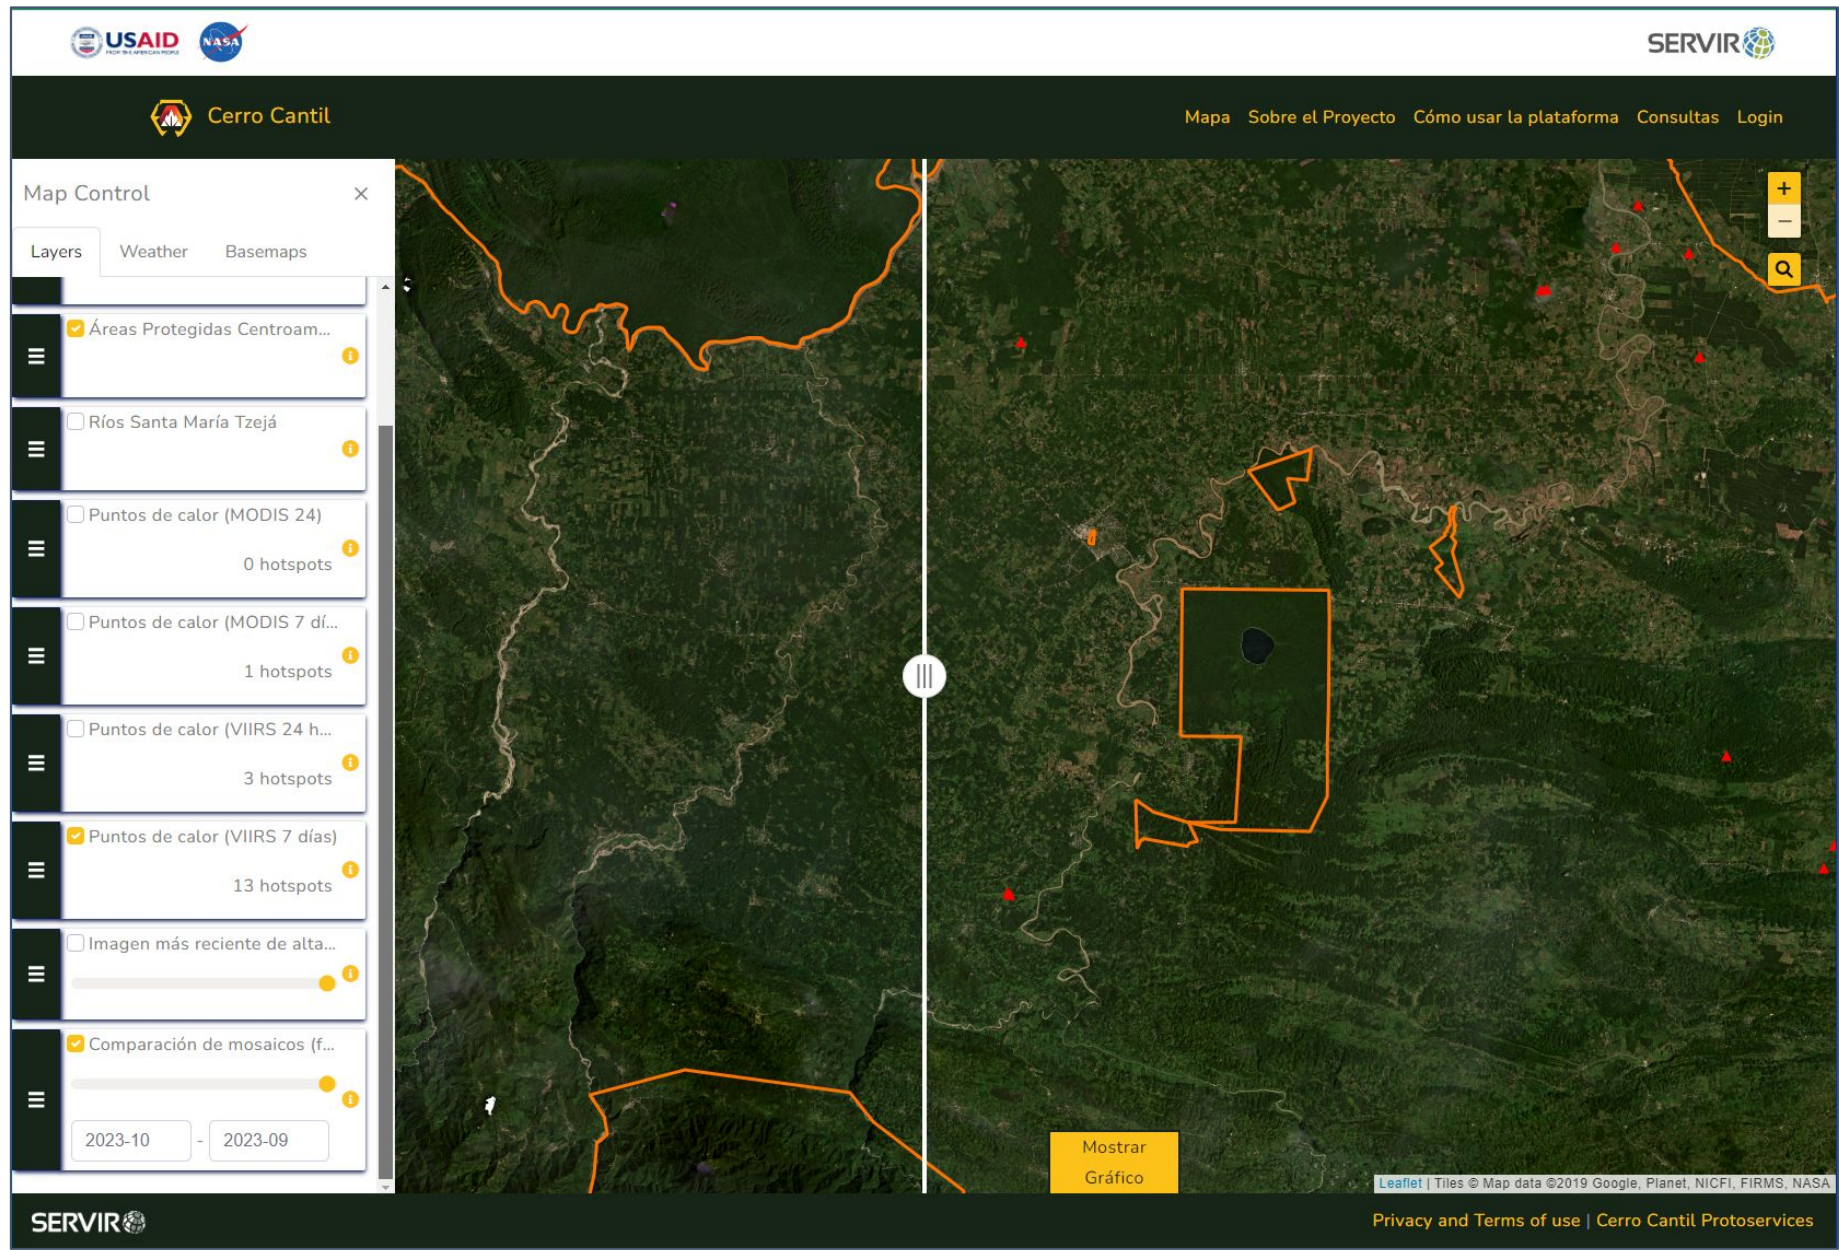 USAID
FROM THE AMERICAN PEOPLE
NASA
SERVIR
Cerro Cantil
Mapa Sobre el Proyecto Cómo usar la plataforma Consultas Login
Map Control ×
Layers Weather Basemaps
Áreas Protegidas Centroam...
Ríos Santa María Tzejá
Puntos de calor (MODIS 24)
0 hotspots
Puntos de calor (MODIS 7 dí...
1 hotspots
Puntos de calor (VIIRS 24 h...
3 hotspots
Puntos de calor (VIIRS 7 días)
13 hotspots
Imagen más reciente de alta...
Comparación de mosaicos (f...
2023-10 - 2023-09
+
−
Mostrar
Gráfico
Leaflet | Tiles © Map data ©2019 Google, Planet, NICFI, FIRMS, NASA
SERVIR
Privacy and Terms of use | Cerro Cantil Protoservices